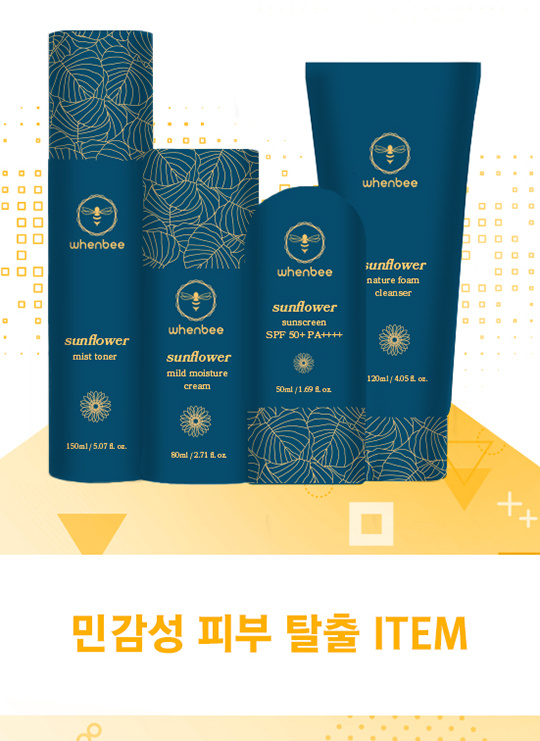 whenbee
sunflower
mist toner
150ml / 5.07 fl. oz.
whenbee
sunflower
mild moisture
cream
80ml / 2.71 fl. oz.
whenbee
sunflower
sunscreen
SPF 50+ PA++++
50ml / 1.69 fl. oz.
whenbee
sunflower
nature foam
cleanser
120ml / 4.05 fl. oz.
민감성 피부 탈출 ITEM